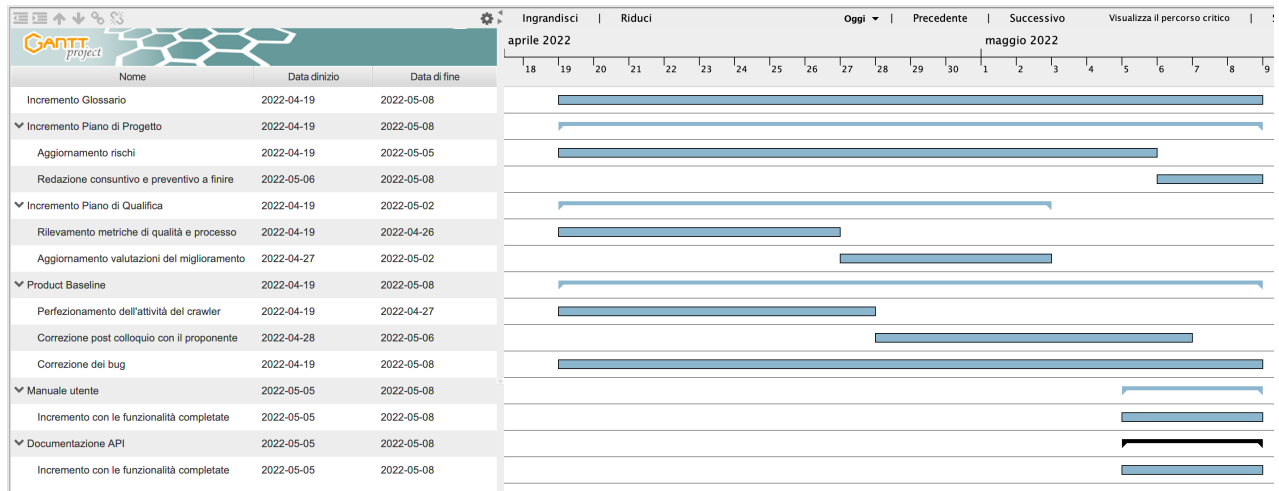 Ingrandisci | Riduci Oggi | Precedente | Successivo Visualizza il percorso critico |
GANTT project
aprile 2022 maggio 2022
Nome Data dinizio Data di fine 18 19 20 21 22 23 24 25 26 27 28 29 30 1 2 3 4 5 6 7 8 9
Incremento Glossario 2022-04-19 2022-05-08
Incremento Piano di Progetto 2022-04-19 2022-05-08
Aggiornamento rischi 2022-04-19 2022-05-05
Redazione consuntivo e preventivo a finire 2022-05-06 2022-05-08
Incremento Piano di Qualifica 2022-04-19 2022-05-02
Rilevamento metriche di qualità e processo 2022-04-19 2022-04-26
Aggiornamento valutazioni del miglioramento 2022-04-27 2022-05-02
Product Baseline 2022-04-19 2022-05-08
Perfezionamento dell'attività del crawler 2022-04-19 2022-04-27
Correzione post colloquio con il proponente 2022-04-28 2022-05-06
Correzione dei bug 2022-04-19 2022-05-08
Manuale utente 2022-05-05 2022-05-08
Incremento con le funzionalità completate 2022-05-05 2022-05-08
Documentazione API 2022-05-05 2022-05-08
Incremento con le funzionalità completate 2022-05-05 2022-05-08